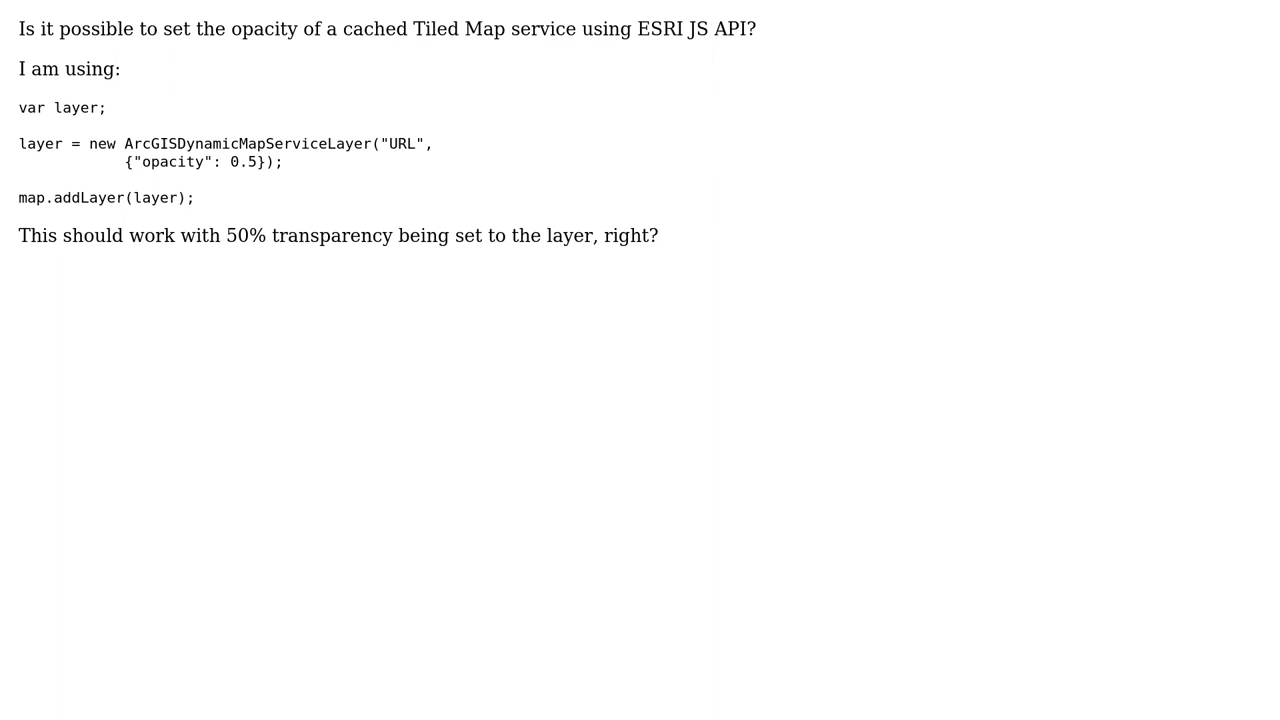 Is it possible to set the opacity of a cached Tiled Map service using ESRI JS API?
I am using:
var layer;
layer = new ArcGISDynamicMapServiceLayer("URL",
            {"opacity": 0.5});
map.addLayer(layer);
This should work with 50% transparency being set to the layer, right?